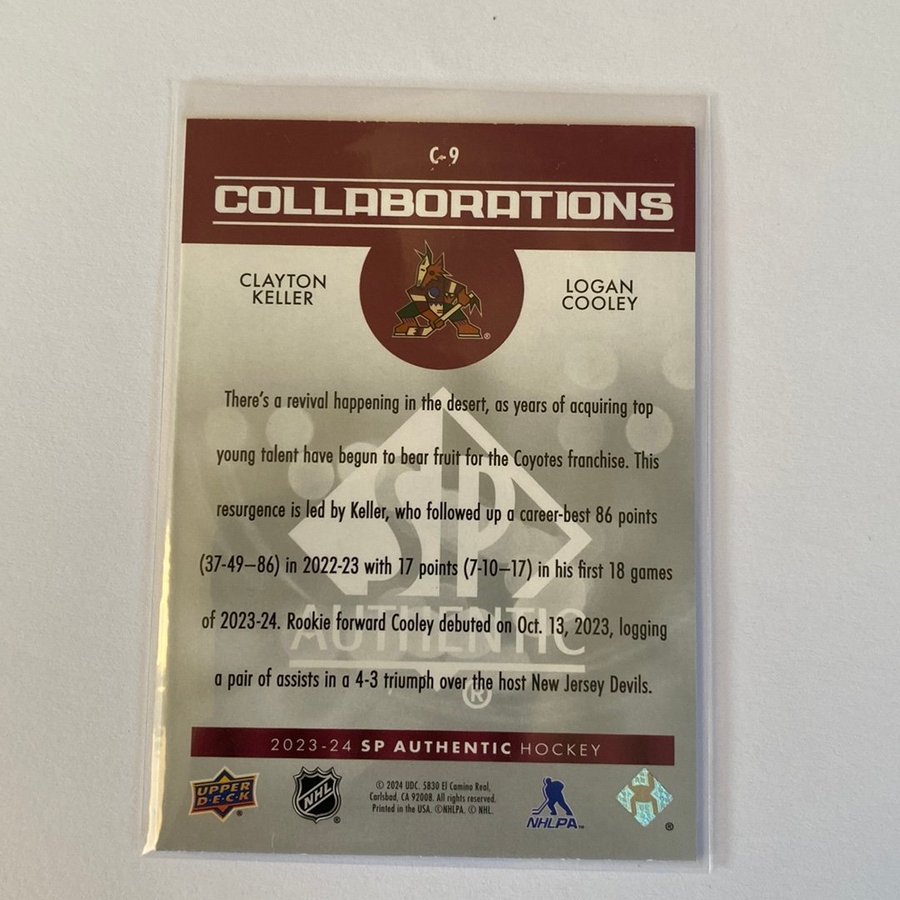 C-9
COLLABORATIONS
CLAYTON
KELLER
LOGAN
COOLEY
There's a revival happening in the desert, as years of acquiring top
young talent have begun to bear fruit for the Coyotes franchise. This
resurgence is led by Keller, who followed up a career-best 86 points
(37-49—86) in 2022-23 with 17 points (7-10—17) in his first 18 games
of 2023-24. Rookie forward Cooley debuted on Oct. 13, 2023, logging
a pair of assists in a 4-3 triumph over the host New Jersey Devils.
SP
AUTHENTIC
®
2023-24 SP AUTHENTIC HOCKEY
UPPER
DECK
®
NHL
®
© 2024 UDC. 5830 El Camino Real,
Carlsbad, CA 92008. All rights reserved.
Printed in the USA. ©NHLPA. © NHL.
NHLPA™
®